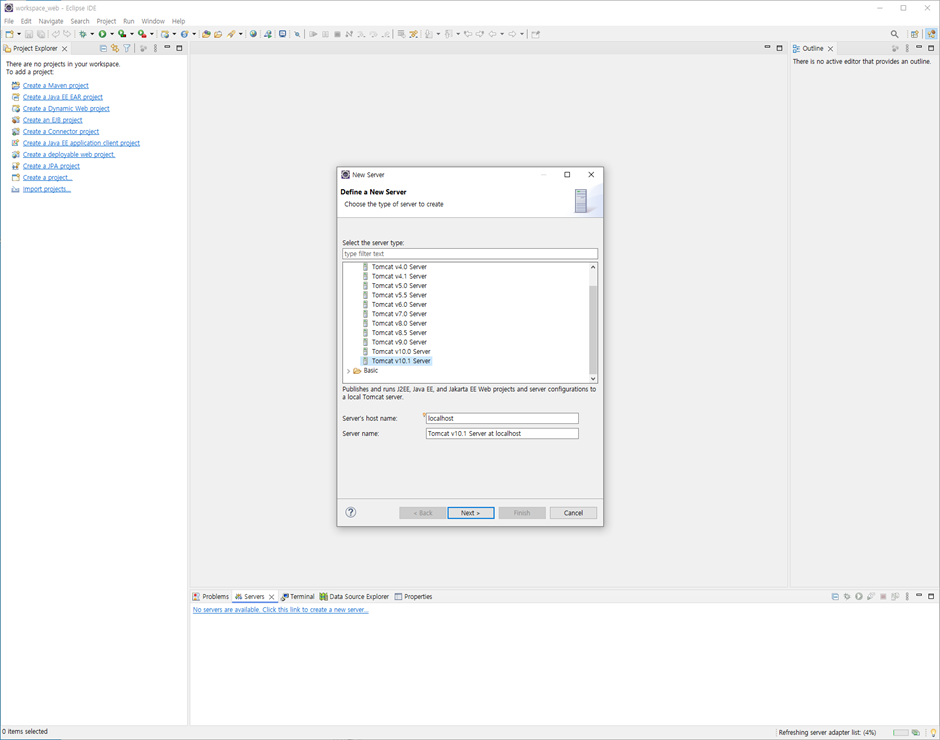 workspace_web - Eclipse IDE
File Edit Navigate Search Project Run Window Help
Project Explorer
There are no projects in your workspace.
To add a project:
Create a Maven project
Create a Java EE EAR project
Create a Dynamic Web project
Create an EJB project
Create a Connector project
Create a Java EE application client project
Create a deployable web project.
Create a JPA project
Create a project...
Import projects...
Outline
There is no active editor that provides an outline.
New Server
Define a New Server
Choose the type of server to create
Select the server type:
type filter text
Tomcat v4.0 Server
Tomcat v4.1 Server
Tomcat v5.0 Server
Tomcat v5.5 Server
Tomcat v6.0 Server
Tomcat v7.0 Server
Tomcat v8.0 Server
Tomcat v8.5 Server
Tomcat v9.0 Server
Tomcat v10.0 Server
Tomcat v10.1 Server
Basic
Publishes and runs J2EE, Java EE, and Jakarta EE Web projects and server configurations to
a local Tomcat server.
Server's host name: localhost
Server name: Tomcat v10.1 Server at localhost
? < Back Next > Finish Cancel
Problems Servers Terminal Data Source Explorer Properties
No servers are available. Click this link to create a new server...
0 items selected
Refreshing server adapter list: (4%)